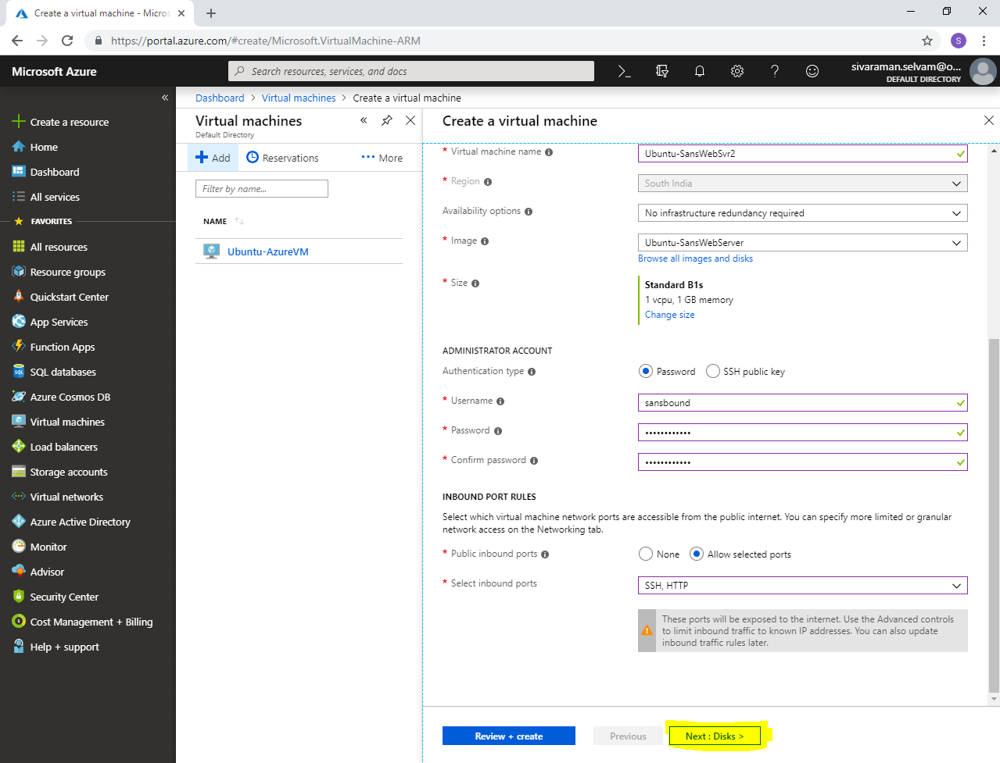 Create a virtual machine - Micros
https://portal.azure.com/#create/Microsoft.VirtualMachine-ARM
S
Microsoft Azure
Search resources, services, and docs
sivaraman.selvam@o...
DEFAULT DIRECTORY
Create a resource
Home
Dashboard
All services
FAVORITES
All resources
Resource groups
Quickstart Center
App Services
Function Apps
SQL databases
Azure Cosmos DB
Virtual machines
Load balancers
Storage accounts
Virtual networks
Azure Active Directory
Monitor
Advisor
Security Center
Cost Management + Billing
Help + support
Dashboard > Virtual machines > Create a virtual machine
Virtual machines
Default Directory
Add
Reservations
More
Filter by name...
NAME
Ubuntu-AzureVM
Create a virtual machine
* Virtual machine name
Ubuntu-SansWebSvr2
* Region
South India
Availability options
No infrastructure redundancy required
* Image
Ubuntu-SansWebServer
Browse all images and disks
* Size
Standard B1s
1 vcpu, 1 GB memory
Change size
ADMINISTRATOR ACCOUNT
Authentication type
Password
SSH public key
* Username
sansbound
* Password
••••••••••••
* Confirm password
••••••••••••
INBOUND PORT RULES
Select which virtual machine network ports are accessible from the public internet. You can specify more limited or granular
network access on the Networking tab.
* Public inbound ports
None
Allow selected ports
* Select inbound ports
SSH, HTTP
These ports will be exposed to the internet. Use the Advanced controls
to limit inbound traffic to known IP addresses. You can also update
inbound traffic rules later.
Review + create
Previous
Next : Disks >